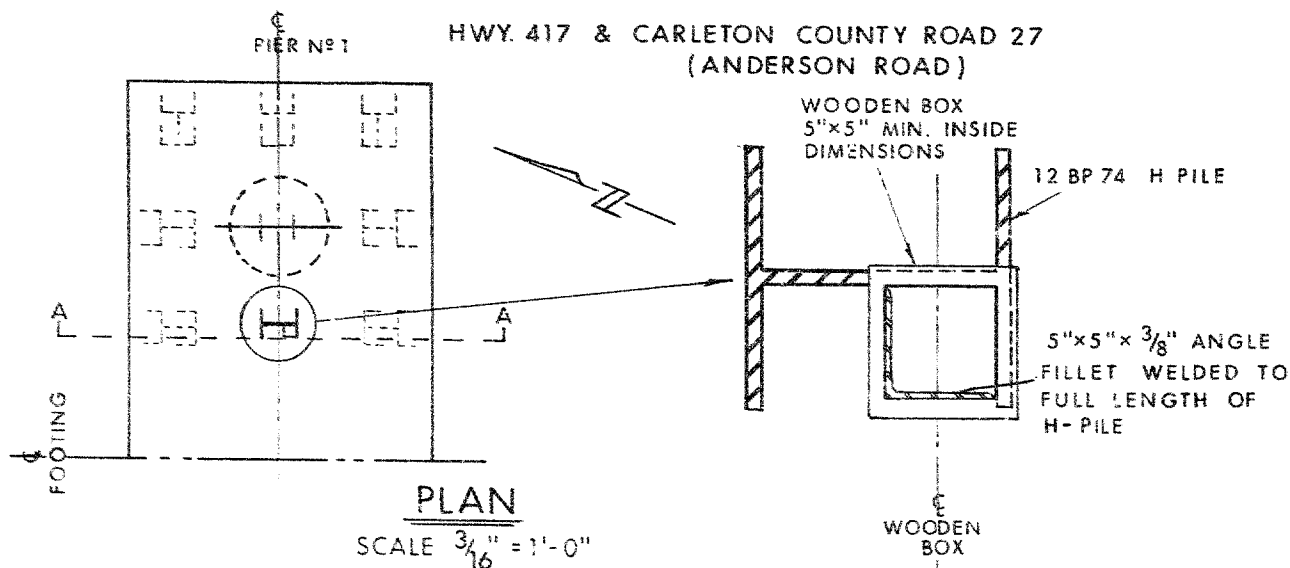 ℄
PIER Nº 1
HWY. 417 & CARLETON COUNTY ROAD 27
(ANDERSON ROAD)
WOODEN BOX
5"×5" MIN. INSIDE
DIMENSIONS
12 BP 74 H PILE
A
A
5"×5"×3/8" ANGLE
FILLET WELDED TO
FULL LENGTH OF
H-PILE
℄ FOOTING
PLAN
SCALE 3/16" = 1'-0"
℄
WOODEN
BOX